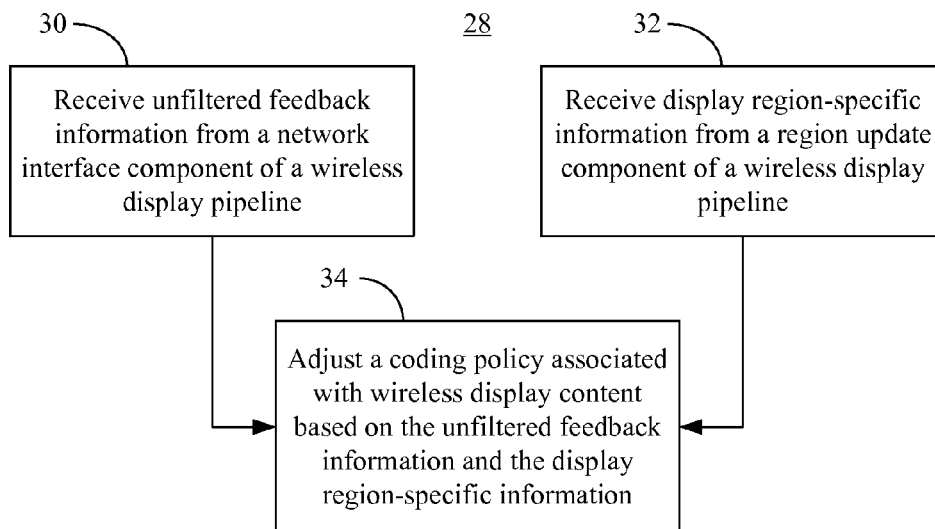 30
28
32
Receive unfiltered feedback
information from a network
interface component of a wireless
display pipeline
Receive display region-specific
information from a region update
component of a wireless display
pipeline
34
Adjust a coding policy associated
with wireless display content
based on the unfiltered feedback
information and the display
region-specific information